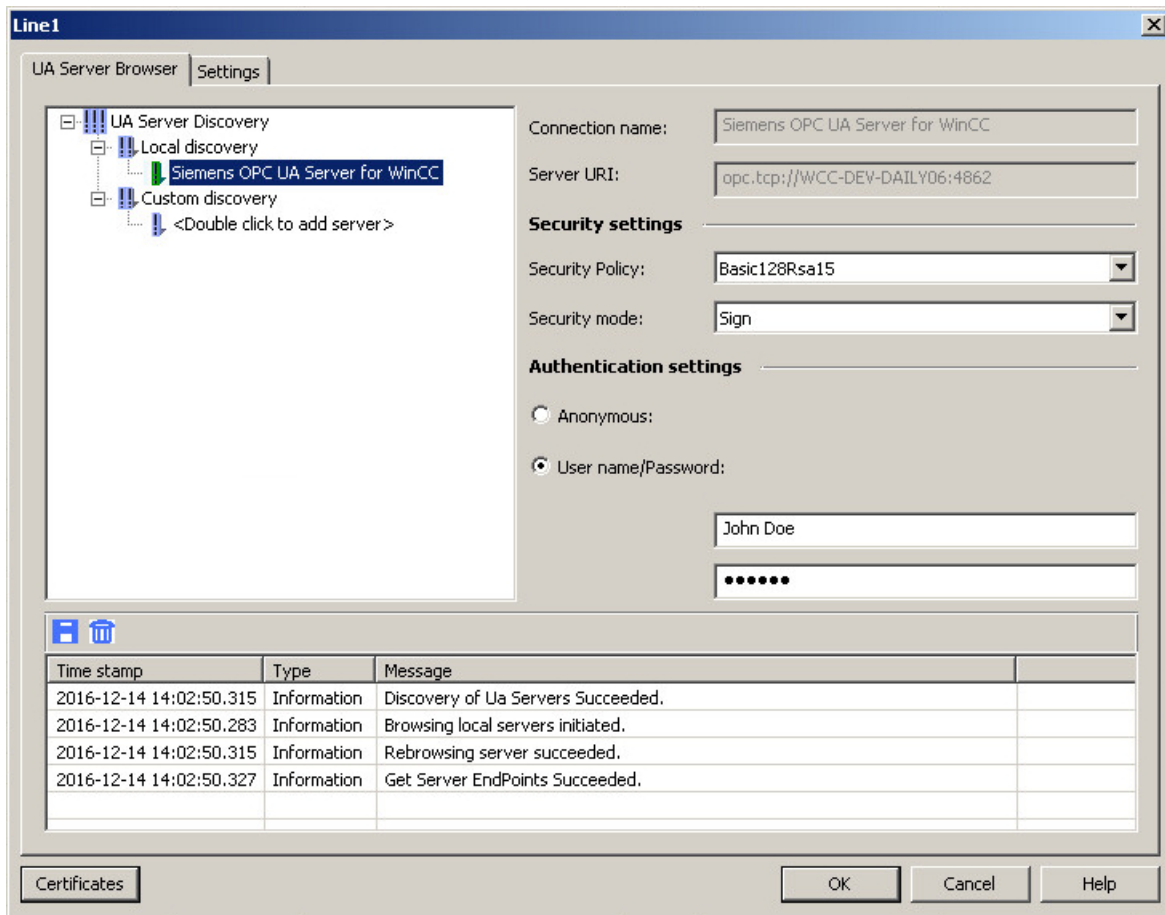 Line1
UA Server Browser
Settings
UA Server Discovery
Local discovery
Siemens OPC UA Server for WinCC
Custom discovery
<Double click to add server>
Connection name: Siemens OPC UA Server for WinCC
Server URI: opc.tcp://WCC-DEV-DAILY06:4862
Security settings
Security Policy: Basic128Rsa15
Security mode: Sign
Authentication settings
Anonymous:
User name/Password:
John Doe
••••••
Time stamp Type Message
2016-12-14 14:02:50.315 Information Discovery of Ua Servers Succeeded.
2016-12-14 14:02:50.283 Information Browsing local servers initiated.
2016-12-14 14:02:50.315 Information Rebrowsing server succeeded.
2016-12-14 14:02:50.327 Information Get Server EndPoints Succeeded.
Certificates OK Cancel Help